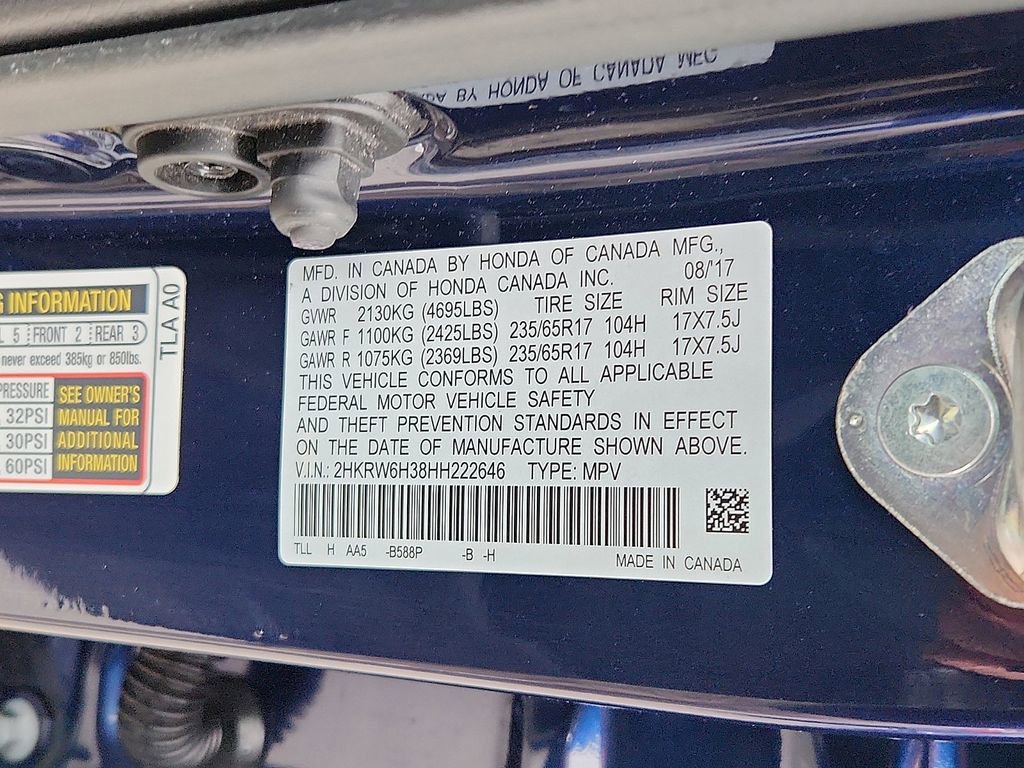 BY HONDA OF CANADA MFG
G INFORMATION
L 5 FRONT 2 REAR 3
never exceed 385kg or 850lbs.
PRESSURE
32PSI
30PSI
60PSI
SEE OWNER'S
MANUAL FOR
ADDITIONAL
INFORMATION
TLA A0
MFD. IN CANADA BY HONDA OF CANADA MFG.,
A DIVISION OF HONDA CANADA INC. 08/'17
GVWR 2130KG (4695LBS) TIRE SIZE RIM SIZE
GAWR F 1100KG (2425LBS) 235/65R17 104H 17X7.5J
GAWR R 1075KG (2369LBS) 235/65R17 104H 17X7.5J
THIS VEHICLE CONFORMS TO ALL APPLICABLE
FEDERAL MOTOR VEHICLE SAFETY
AND THEFT PREVENTION STANDARDS IN EFFECT
ON THE DATE OF MANUFACTURE SHOWN ABOVE.
V.I.N.: 2HKRW6H38HH222646 TYPE: MPV
TLL H AA5 -B588P -B -H
MADE IN CANADA